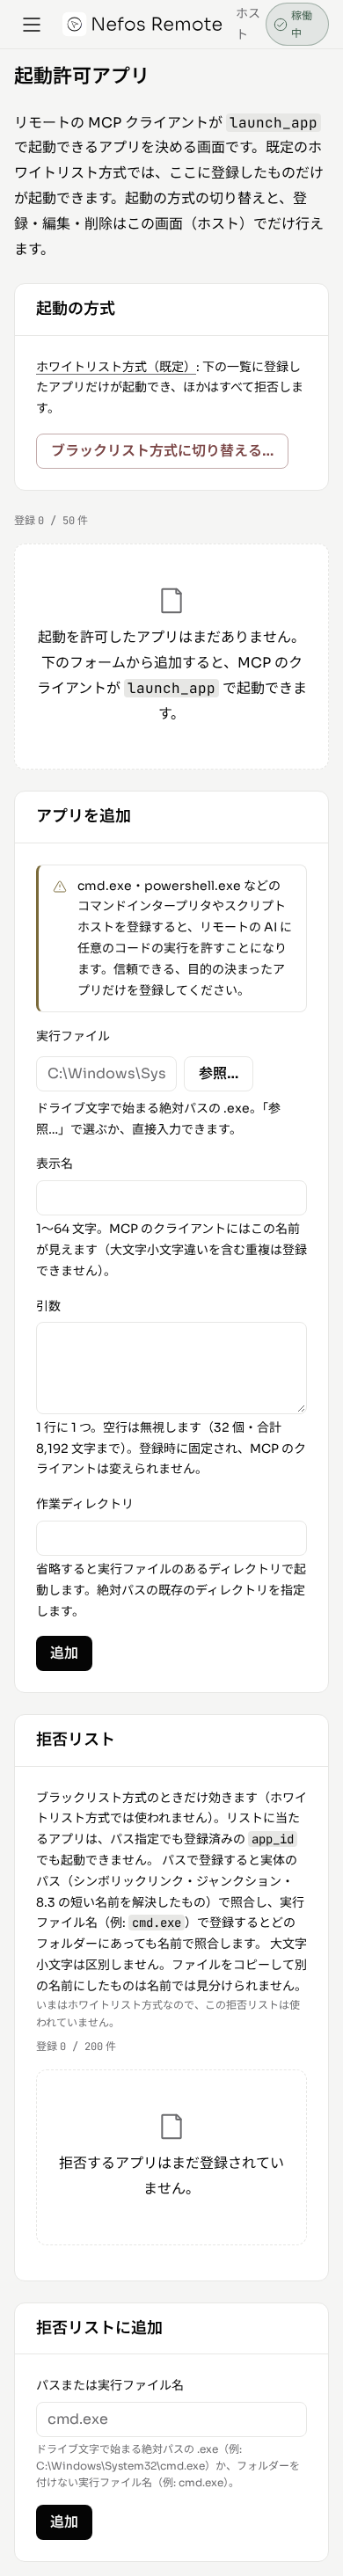 Nefos Remote
ホス
ト
稼働
中
起動許可アプリ
リモートの MCP クライアントが launch_app
で起動できるアプリを決める画面です。既定のホ
ワイトリスト方式では、ここに登録したものだけ
が起動できます。起動の方式の切り替えと、登
録・編集・削除はこの画面（ホスト）でだけ行え
ます。
起動の方式
ホワイトリスト方式（既定）: 下の一覧に登録し
たアプリだけが起動でき、ほかはすべて拒否しま
す。
ブラックリスト方式に切り替える...
登録 0 / 50 件
起動を許可したアプリはまだありません。
下のフォームから追加すると、MCP のク
ライアントが launch_app で起動できま
す。
アプリを追加
cmd.exe・powershell.exe などの
コマンドインタープリタやスクリプト
ホストを登録すると、リモートの AI に
任意のコードの実行を許すことになり
ます。信頼できる、目的の決まったア
プリだけを登録してください。
実行ファイル
C:\Windows\Sys
参照...
ドライブ文字で始まる絶対パスの .exe。「参
照...」で選ぶか、直接入力できます。
表示名
1〜64 文字。MCP のクライアントにはこの名前
が見えます（大文字小文字違いを含む重複は登録
できません）。
引数
1 行に 1 つ。空行は無視します（32 個・合計
8,192 文字まで）。登録時に固定され、MCP のク
ライアントは変えられません。
作業ディレクトリ
省略すると実行ファイルのあるディレクトリで起
動します。絶対パスの既存のディレクトリを指定
します。
追加
拒否リスト
ブラックリスト方式のときだけ効きます（ホワイ
トリスト方式では使われません）。リストに当た
るアプリは、パス指定でも登録済みの app_id
でも起動できません。 パスで登録すると実体の
パス（シンボリックリンク・ジャンクション・
8.3 の短い名前を解決したもの）で照合し、実行
ファイル名（例: cmd.exe）で登録するとどの
フォルダーにあっても名前で照合します。 大文字
小文字は区別しません。ファイルをコピーして別
の名前にしたものは名前では見分けられません。
いまはホワイトリスト方式なので、この拒否リストは使
われていません。
登録 0 / 200 件
拒否するアプリはまだ登録されてい
ません。
拒否リストに追加
パスまたは実行ファイル名
cmd.exe
ドライブ文字で始まる絶対パスの .exe（例:
C:\Windows\System32\cmd.exe）か、フォルダーを
付けない実行ファイル名（例: cmd.exe）。
追加